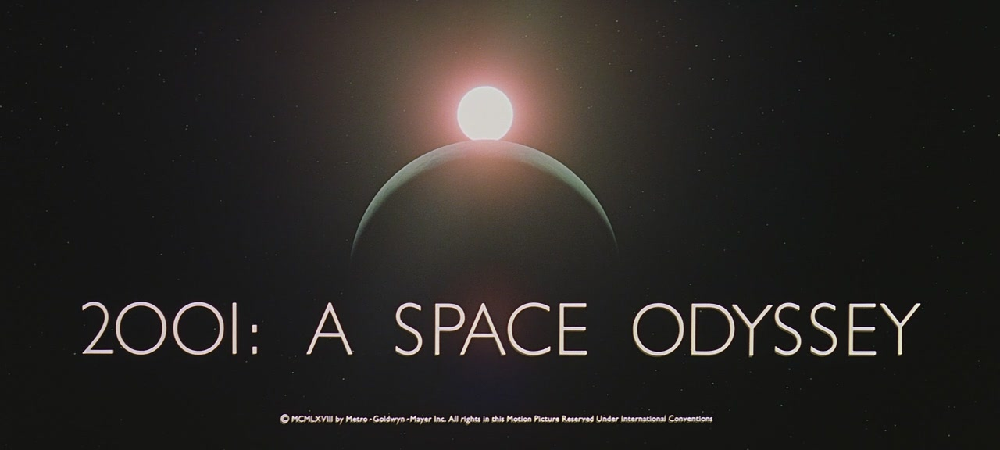 2001: A SPACE ODYSSEY
© MCMLXVIII by Metro-Goldwyn-Mayer Inc. All rights in this Motion Picture Reserved Under International Conventions